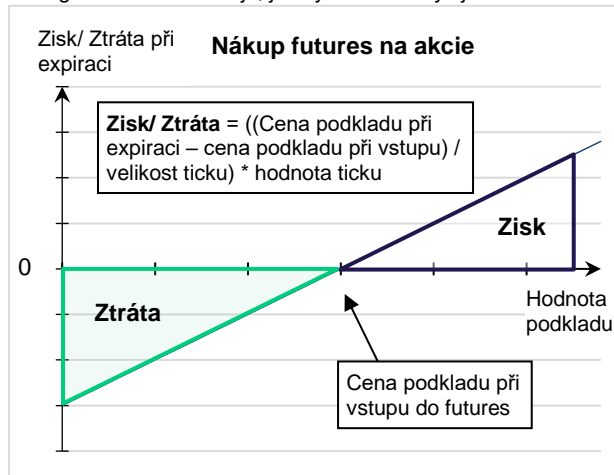 Zisk/ Ztráta při
expiraci
Nákup futures na akcie
Zisk/ Ztráta = ((Cena podkladu při
expiraci – cena podkladu při vstupu) /
velikost ticku) * hodnota ticku
Zisk
0
Hodnota
podkladu
Ztráta
Cena podkladu při
vstupu do futures